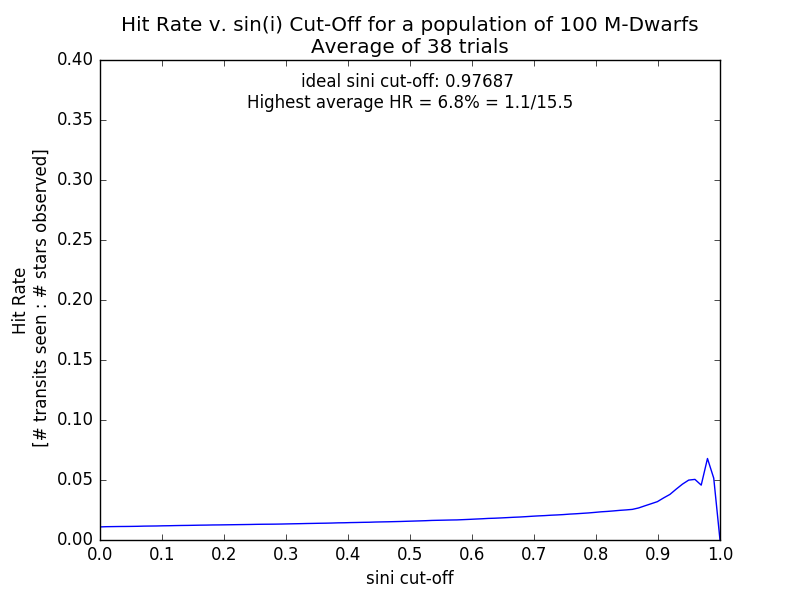 Hit Rate v. sin(i) Cut-Off for a population of 100 M-Dwarfs
Average of 38 trials
ideal sini cut-off: 0.97687
Highest average HR = 6.8% = 1.1/15.5
0.40
0.35
0.30
0.25
0.20
0.15
0.10
0.05
0.00
Hit Rate
[# transits seen : # stars observed]
0.0 0.1 0.2 0.3 0.4 0.5 0.6 0.7 0.8 0.9 1.0
sini cut-off